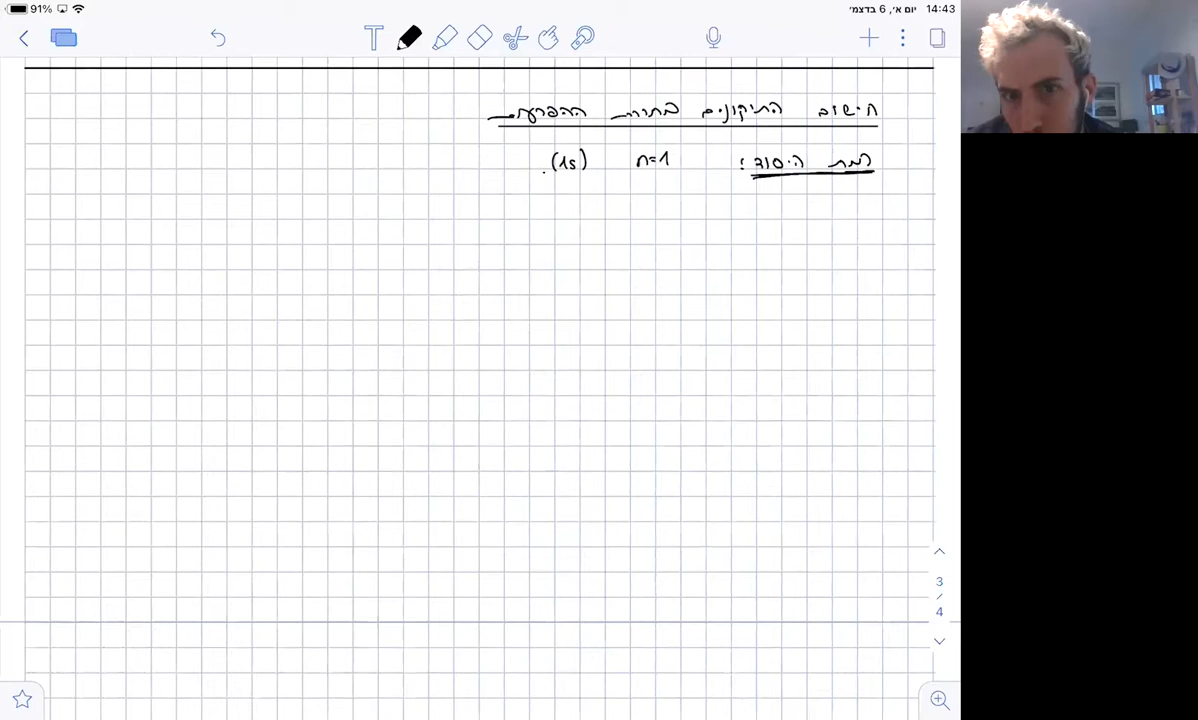 91%
יום א׳, 6 בדצמ׳ 14:43
T
חישוב התיקונים בתורת ההפרעות
רמת היסוד: n=1 (1s)
3
/
4